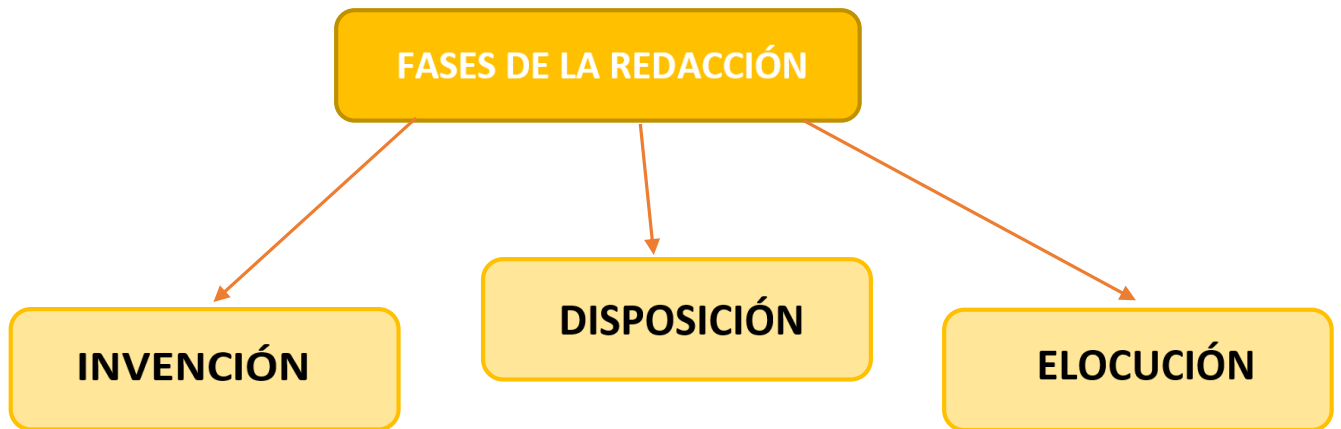 FASES DE LA REDACCIÓN
INVENCIÓN
DISPOSICIÓN
ELOCUCIÓN